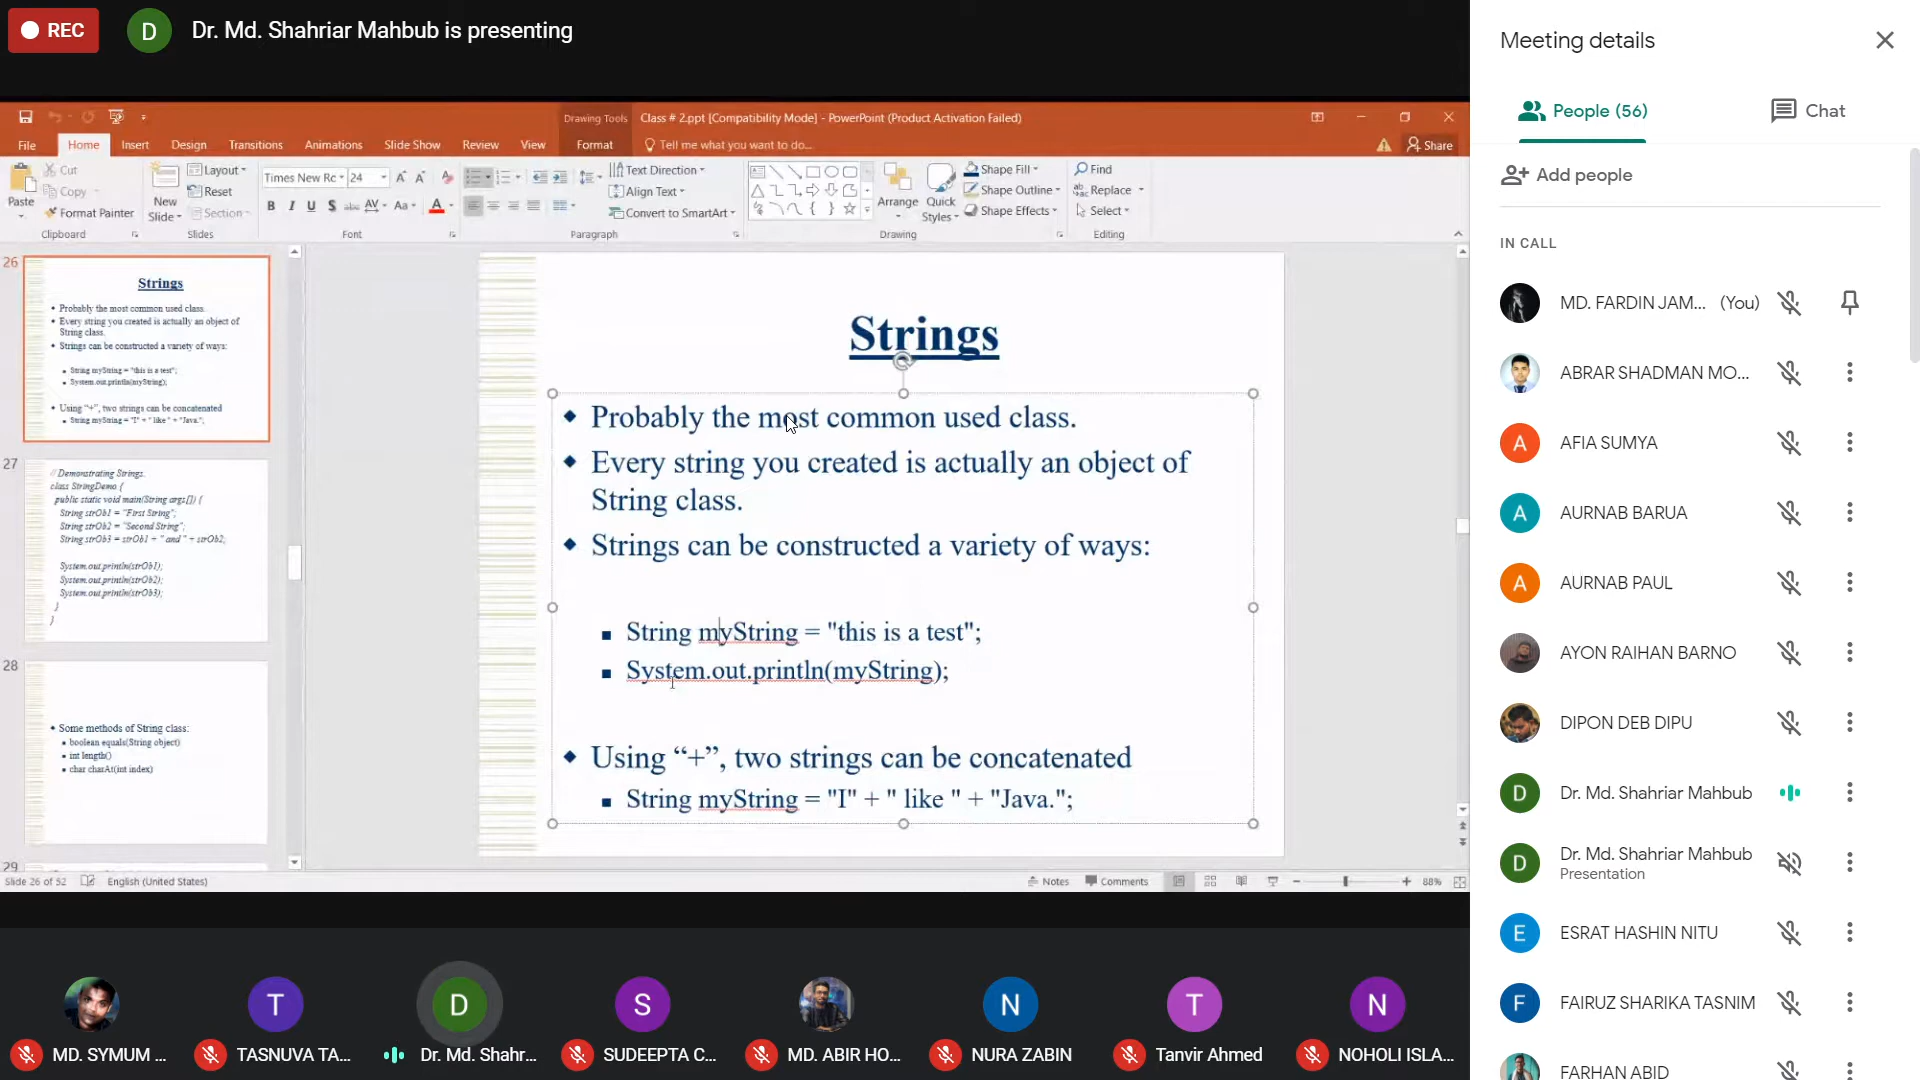 REC
D
Dr. Md. Shahriar Mahbub is presenting
Drawing Tools
Class # 2.ppt [Compatibility Mode] - PowerPoint (Product Activation Failed)
File
Home
Insert
Design
Transitions
Animations
Slide Show
Review
View
Format
Tell me what you want to do...
Share
Paste
Cut
Copy
Format Painter
Clipboard
New
Slide
Layout
Reset
Section
Slides
Times New Rc
24
B I U S abc AV Aa A
Font
Text Direction
Align Text
Convert to SmartArt
Paragraph
Arrange
Quick
Styles
Shape Fill
Shape Outline
Shape Effects
Drawing
Find
Replace
Select
Editing
26
Strings
Probably the most common used class.
Every string you created is actually an object of
String class.
Strings can be constructed a variety of ways:
String myString = "this is a test";
System.out.println(myString);
Using "+", two strings can be concatenated
String myString = "I" + " like " + "Java.";
27
// Demonstrating Strings.
class StringDemo {
public static void main(String args[]) {
String strOb1 = "First String";
String strOb2 = "Second String";
String strOb3 = strOb1 + " and " + strOb2;
System.out.println(strOb1);
System.out.println(strOb2);
System.out.println(strOb3);
}
}
28
Some methods of String class:
boolean equals(String object)
int length()
char charAt(int index)
29
Strings
Probably the most common used class.
Every string you created is actually an object of
String class.
Strings can be constructed a variety of ways:
String myString = "this is a test";
System.out.println(myString);
Using “+”, two strings can be concatenated
String myString = "I" + " like " + "Java.";
Slide 26 of 52
English (United States)
Notes
Comments
88%
MD. SYMUM ...
T
TASNUVA TA...
D
Dr. Md. Shahr...
S
SUDEEPTA C...
MD. ABIR HO...
N
NURA ZABIN
T
Tanvir Ahmed
N
NOHOLI ISLA...
Meeting details
People (56)
Chat
Add people
IN CALL
MD. FARDIN JAM... (You)
ABRAR SHADMAN MO...
A
AFIA SUMYA
A
AURNAB BARUA
A
AURNAB PAUL
AYON RAIHAN BARNO
DIPON DEB DIPU
D
Dr. Md. Shahriar Mahbub
D
Dr. Md. Shahriar Mahbub
Presentation
E
ESRAT HASHIN NITU
F
FAIRUZ SHARIKA TASNIM
FARHAN ABID